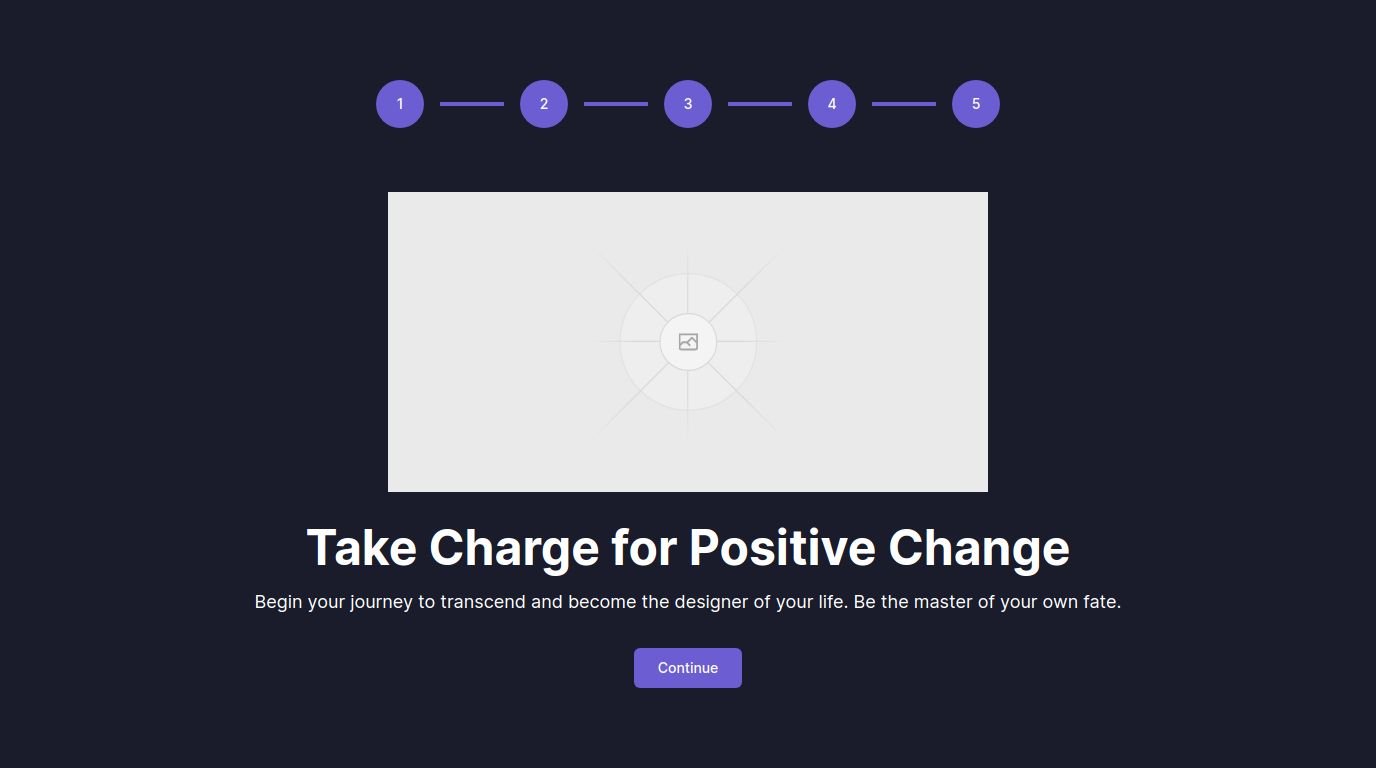 1 2 3 4 5
Take Charge for Positive Change
Begin your journey to transcend and become the designer of your life. Be the master of your own fate.
Continue